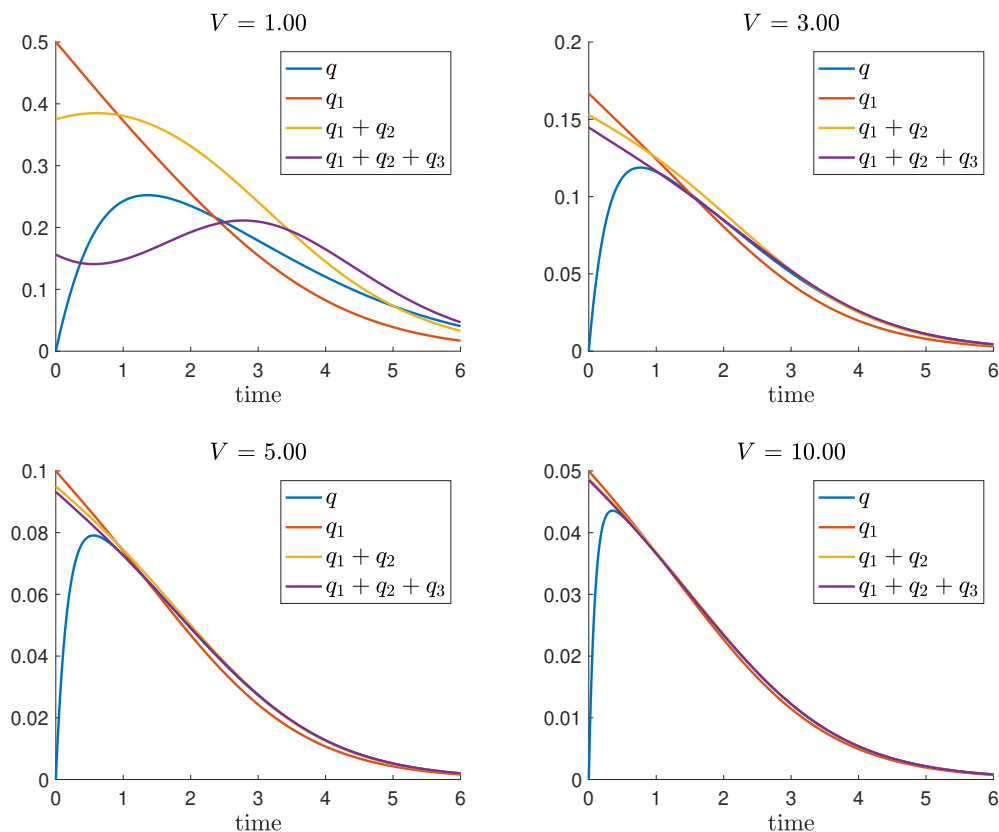 V = 1.00
0.5
0.4
0.3
0.2
0.1
0
q
q₁
q₁ + q₂
q₁ + q₂ + q₃
0 1 2 3 4 5 6
time
V = 3.00
0.2
0.15
0.1
0.05
0
q
q₁
q₁ + q₂
q₁ + q₂ + q₃
0 1 2 3 4 5 6
time
V = 5.00
0.1
0.08
0.06
0.04
0.02
0
q
q₁
q₁ + q₂
q₁ + q₂ + q₃
0 1 2 3 4 5 6
time
V = 10.00
0.05
0.04
0.03
0.02
0.01
0
q
q₁
q₁ + q₂
q₁ + q₂ + q₃
0 1 2 3 4 5 6
time